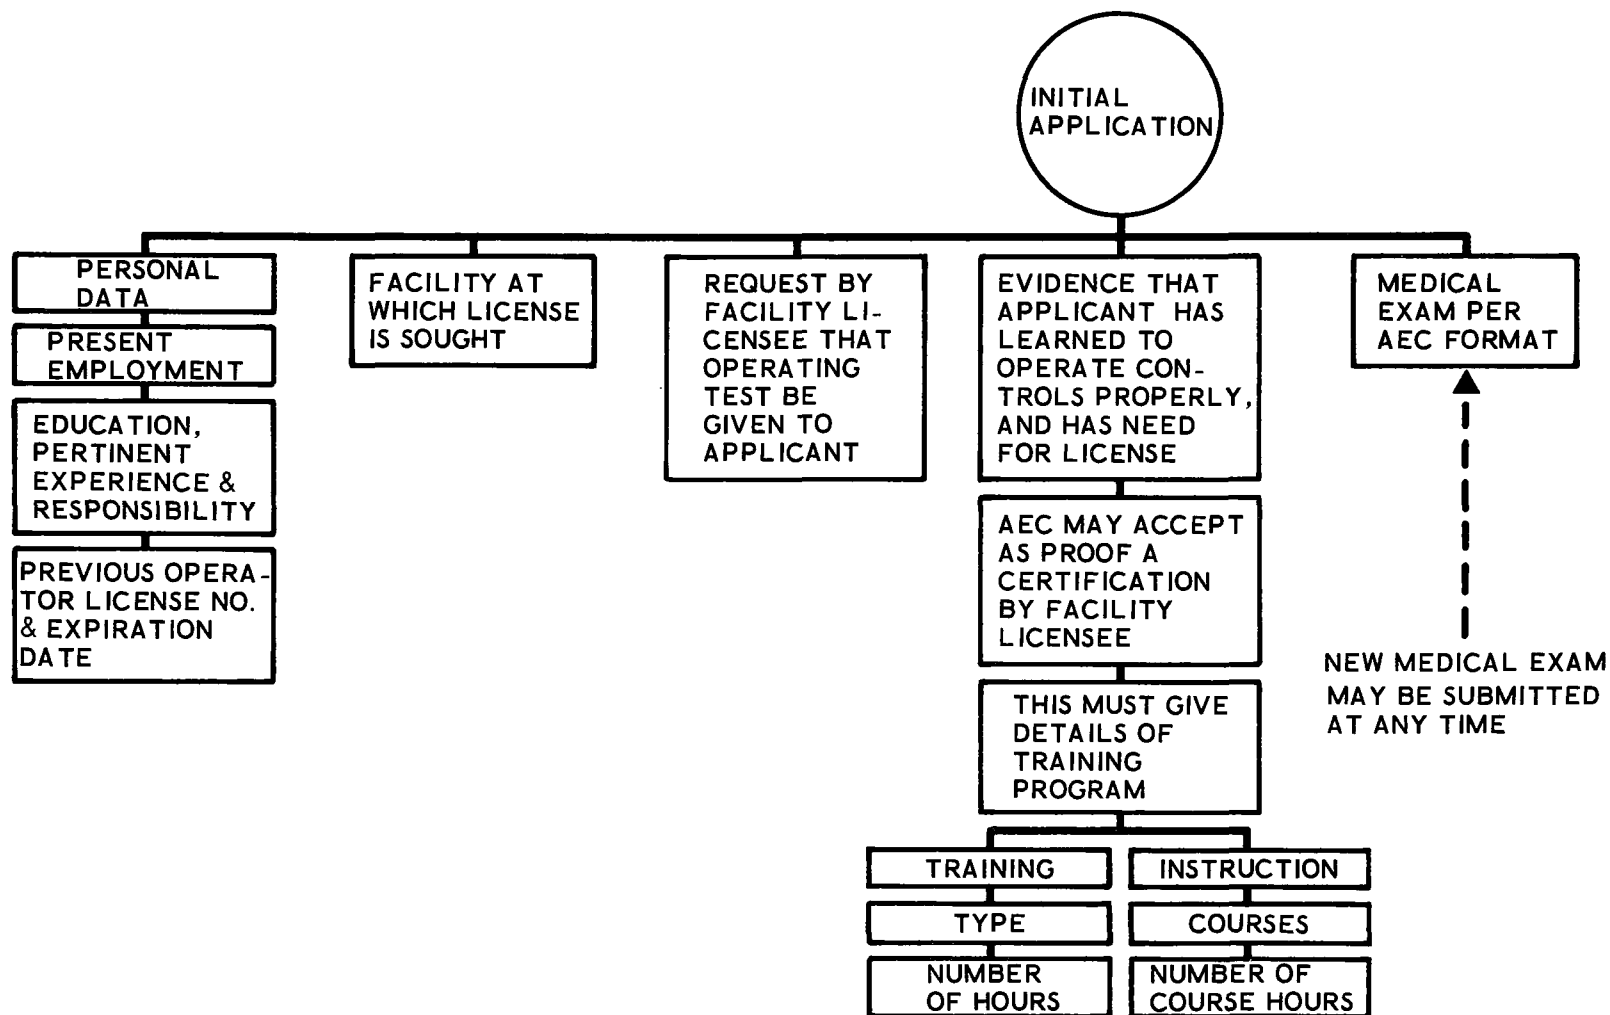 INITIAL
APPLICATION
PERSONAL
DATA
PRESENT
EMPLOYMENT
EDUCATION,
PERTINENT
EXPERIENCE &
RESPONSIBILITY
PREVIOUS OPERA-
TOR LICENSE NO.
& EXPIRATION
DATE
FACILITY AT
WHICH LICENSE
IS SOUGHT
REQUEST BY
FACILITY LI-
CENSEE THAT
OPERATING
TEST BE
GIVEN TO
APPLICANT
EVIDENCE THAT
APPLICANT HAS
LEARNED TO
OPERATE CON-
TROLS PROPERLY,
AND HAS NEED
FOR LICENSE
AEC MAY ACCEPT
AS PROOF A
CERTIFICATION
BY FACILITY
LICENSEE
THIS MUST GIVE
DETAILS OF
TRAINING
PROGRAM
TRAINING
TYPE
NUMBER
OF HOURS
INSTRUCTION
COURSES
NUMBER OF
COURSE HOURS
MEDICAL
EXAM PER
AEC FORMAT
NEW MEDICAL EXAM
MAY BE SUBMITTED
AT ANY TIME